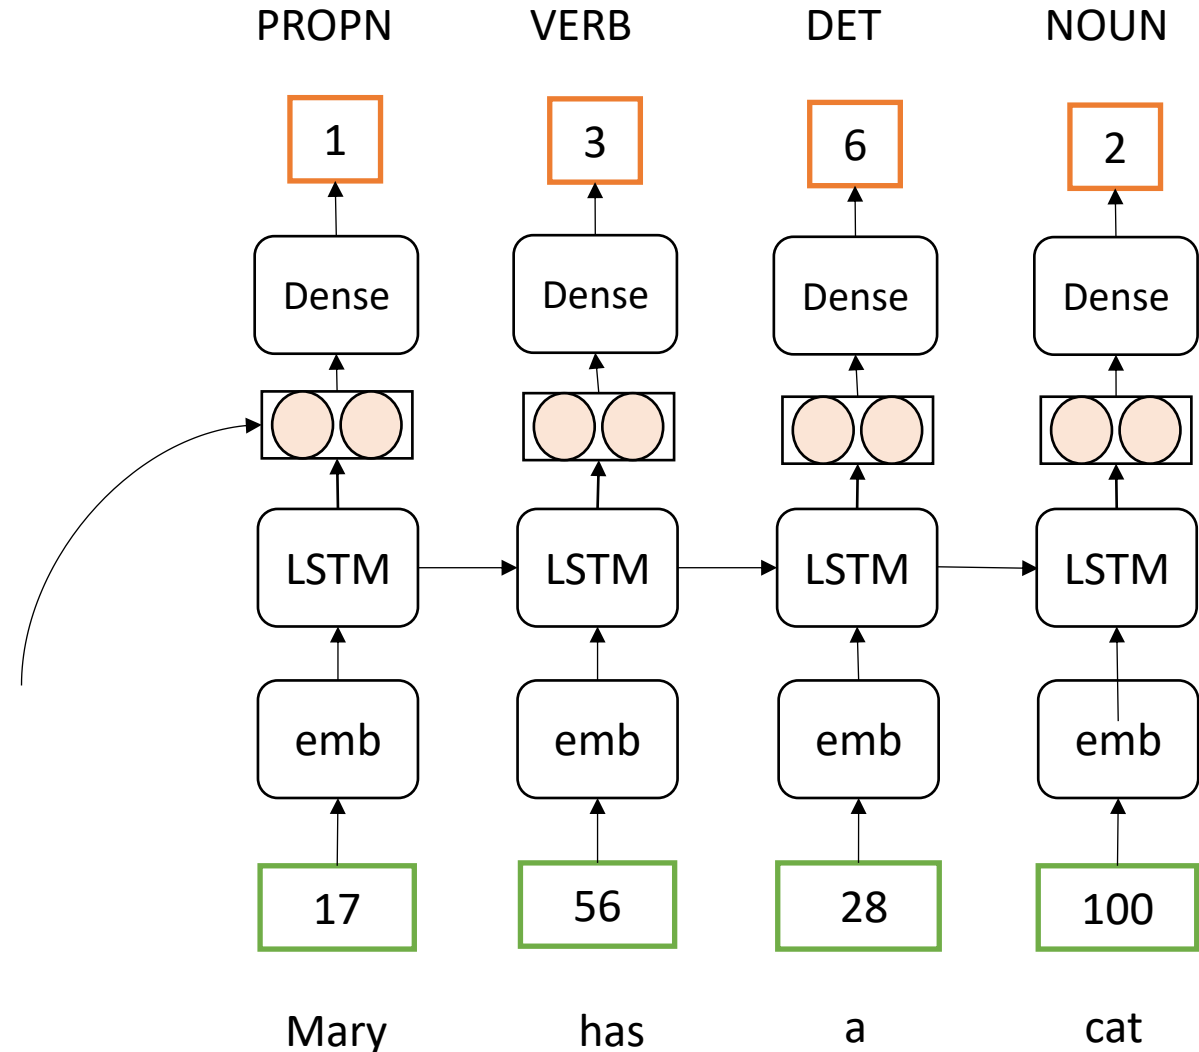 PROPN VERB DET NOUN
1 3 6 2
Dense Dense Dense Dense
LSTM LSTM LSTM LSTM
emb emb emb emb
17 56 28 100
Mary has a cat